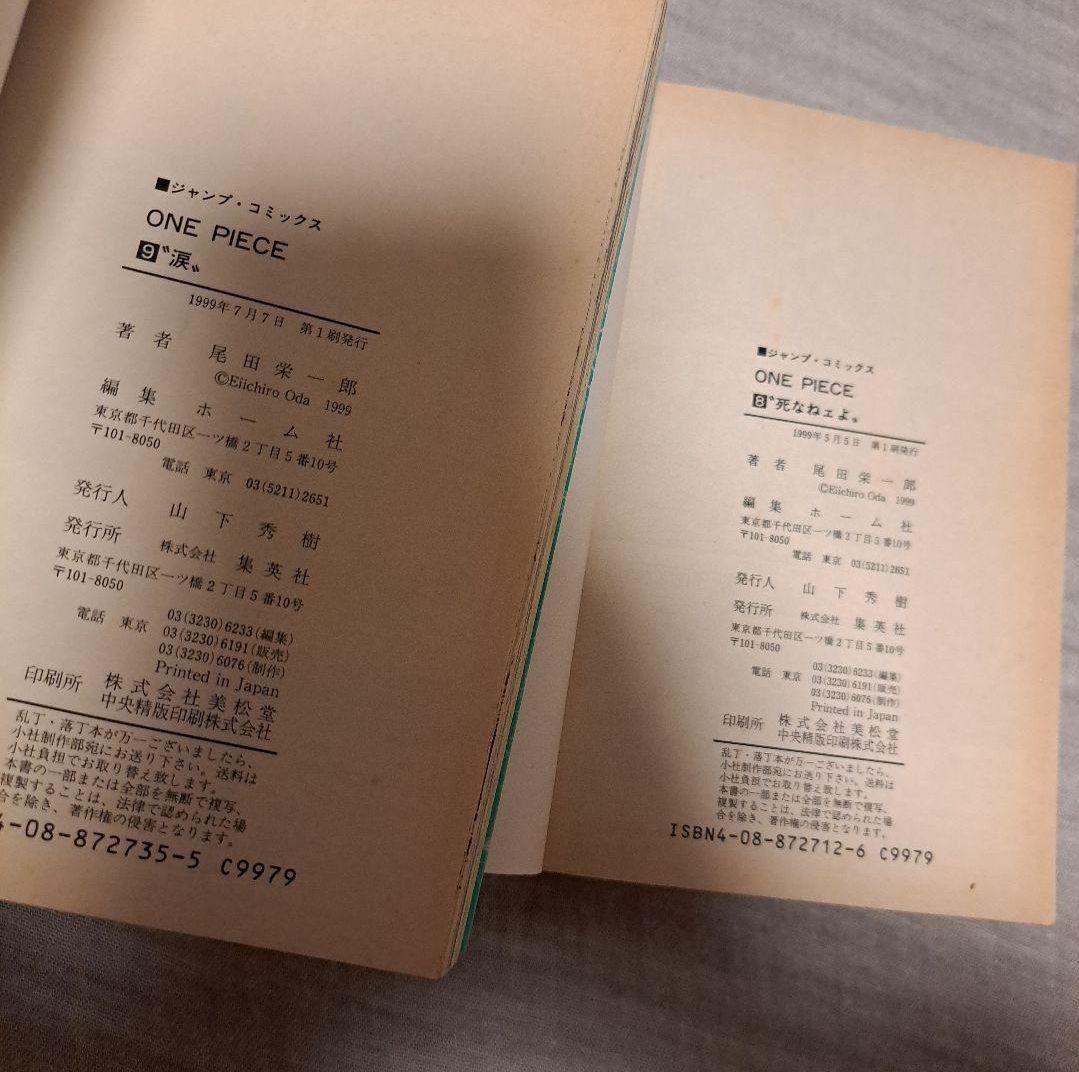 ■ジャンプ・コミックス
ONE PIECE
9〝涙〟
1999年7月7日 第1刷発行
著者 尾田栄一郎
©Eiichiro Oda 1999
編集 ホーム社
東京都千代田区一ツ橋2丁目5番10号
〒101-8050
電話 東京 03(5211)2651
発行人 山下秀樹
発行所 株式会社 集英社
東京都千代田区一ツ橋2丁目5番10号
〒101-8050
03(3230)6233(編集)
電話 東京 03(3230)6191(販売)
03(3230)6076(制作)
Printed in Japan
印刷所 株式会社美松堂
中央精版印刷株式会社
乱丁・落丁本が万一ございましたら、
小社制作部宛にお送り下さい。送料は
小社負担でお取り替え致します。
本書の一部または全部を無断で複写、
複製することは、法律で認められた場
合を除き、著作権の侵害となります。
4-08-872735-5 C9979
■ジャンプ・コミックス
ONE PIECE
8〝死なねェよ〟
1999年5月5日 第1刷発行
著者 尾田栄一郎
©Eiichiro Oda 1999
編集 ホーム社
東京都千代田区一ツ橋2丁目5番10号
〒101-8050
電話 東京 03(5211)2651
発行人 山下秀樹
発行所 株式会社 集英社
東京都千代田区一ツ橋2丁目5番10号
〒101-8050
03(3230)6233(編集)
電話 東京 03(3230)6191(販売)
03(3230)6076(制作)
Printed in Japan
印刷所 株式会社美松堂
中央精版印刷株式会社
乱丁・落丁本が万一ございましたら、
小社制作部宛にお送り下さい。送料は
小社負担でお取り替え致します。
本書の一部または全部を無断で複写、
複製することは、法律で認められた場
合を除き、著作権の侵害となります。
ISBN4-08-872712-6 C9979